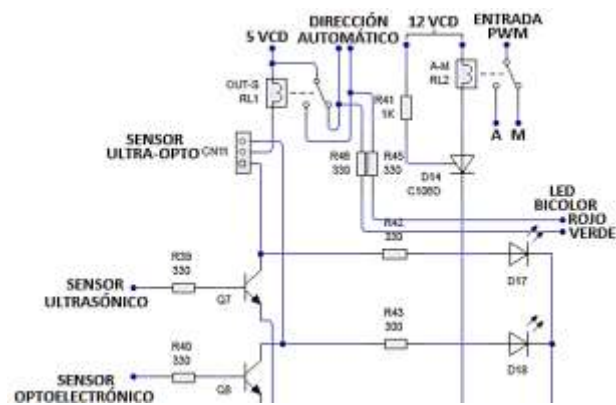 DIRECCIÓN
AUTOMÁTICO
5 VCD
12 VCD
ENTRADA
PWM
OUT-S
RL1
A-M
RL2
R41
1K
A M
SENSOR
ULTRA-OPTO
CN11
R46
330
R45
330
D14
C106D
LED
BICOLOR
ROJO
VERDE
R42
330
D17
R39
330
SENSOR
ULTRASÓNICO
Q7
R43
300
D18
R40
330
SENSOR
OPTOELECTRÓNICO
Q8